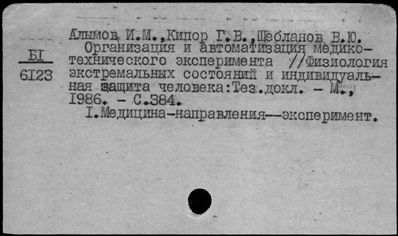 Алымов И.М.,Кипор Г.В.,Шебланов В.Ю.
Организация и автоматизация медико-
технического эксперимента //Физиология
экстремальных состояний и индивидуаль-
ная защита человека:Тез.докл. - М.,
1986. - С.384.
I.Медицина-направления--эксперимент.
БI
6123